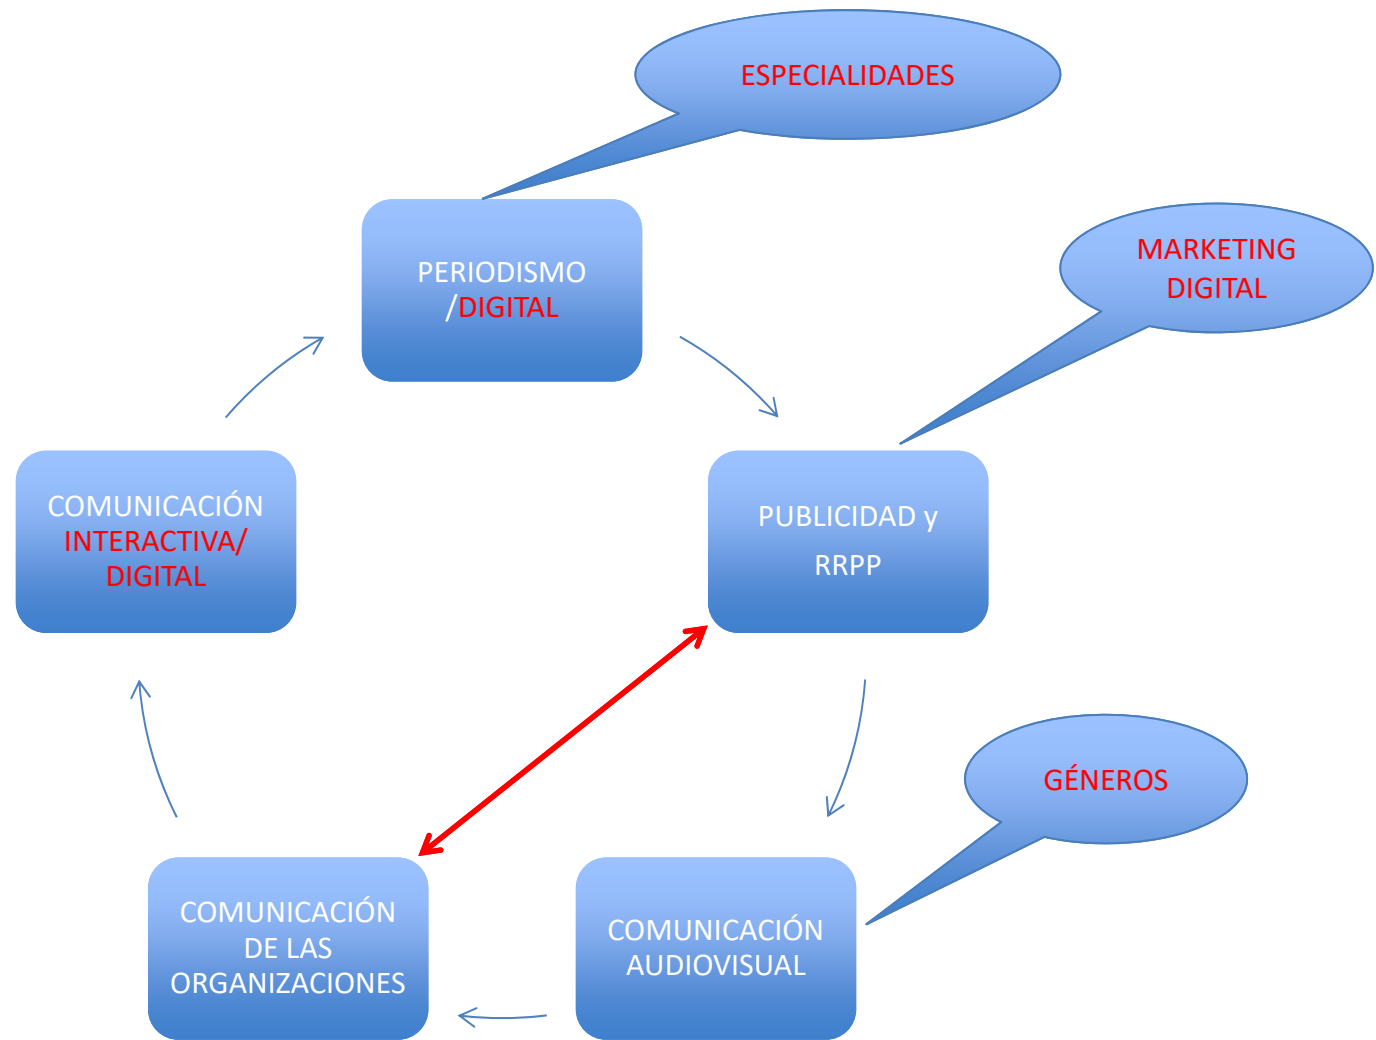 ESPECIALIDADES
MARKETING
DIGITAL
PERIODISMO
/DIGITAL
COMUNICACIÓN
INTERACTIVA/
DIGITAL
PUBLICIDAD y
RRPP
GÉNEROS
COMUNICACIÓN
DE LAS
ORGANIZACIONES
COMUNICACIÓN
AUDIOVISUAL